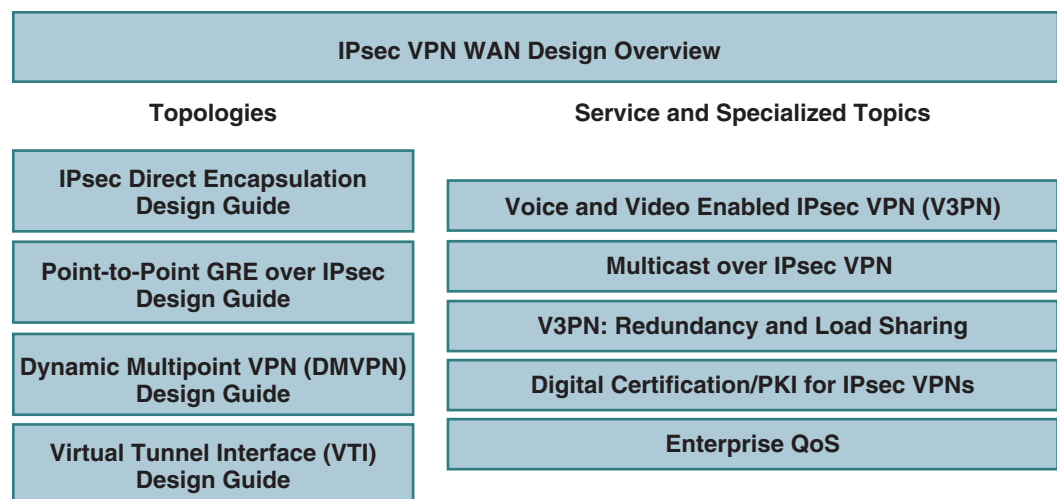 IPsec VPN WAN Design Overview
Topologies
IPsec Direct Encapsulation
Design Guide
Point-to-Point GRE over IPsec
Design Guide
Dynamic Multipoint VPN (DMVPN)
Design Guide
Virtual Tunnel Interface (VTI)
Design Guide
Service and Specialized Topics
Voice and Video Enabled IPsec VPN (V3PN)
Multicast over IPsec VPN
V3PN: Redundancy and Load Sharing
Digital Certification/PKI for IPsec VPNs
Enterprise QoS